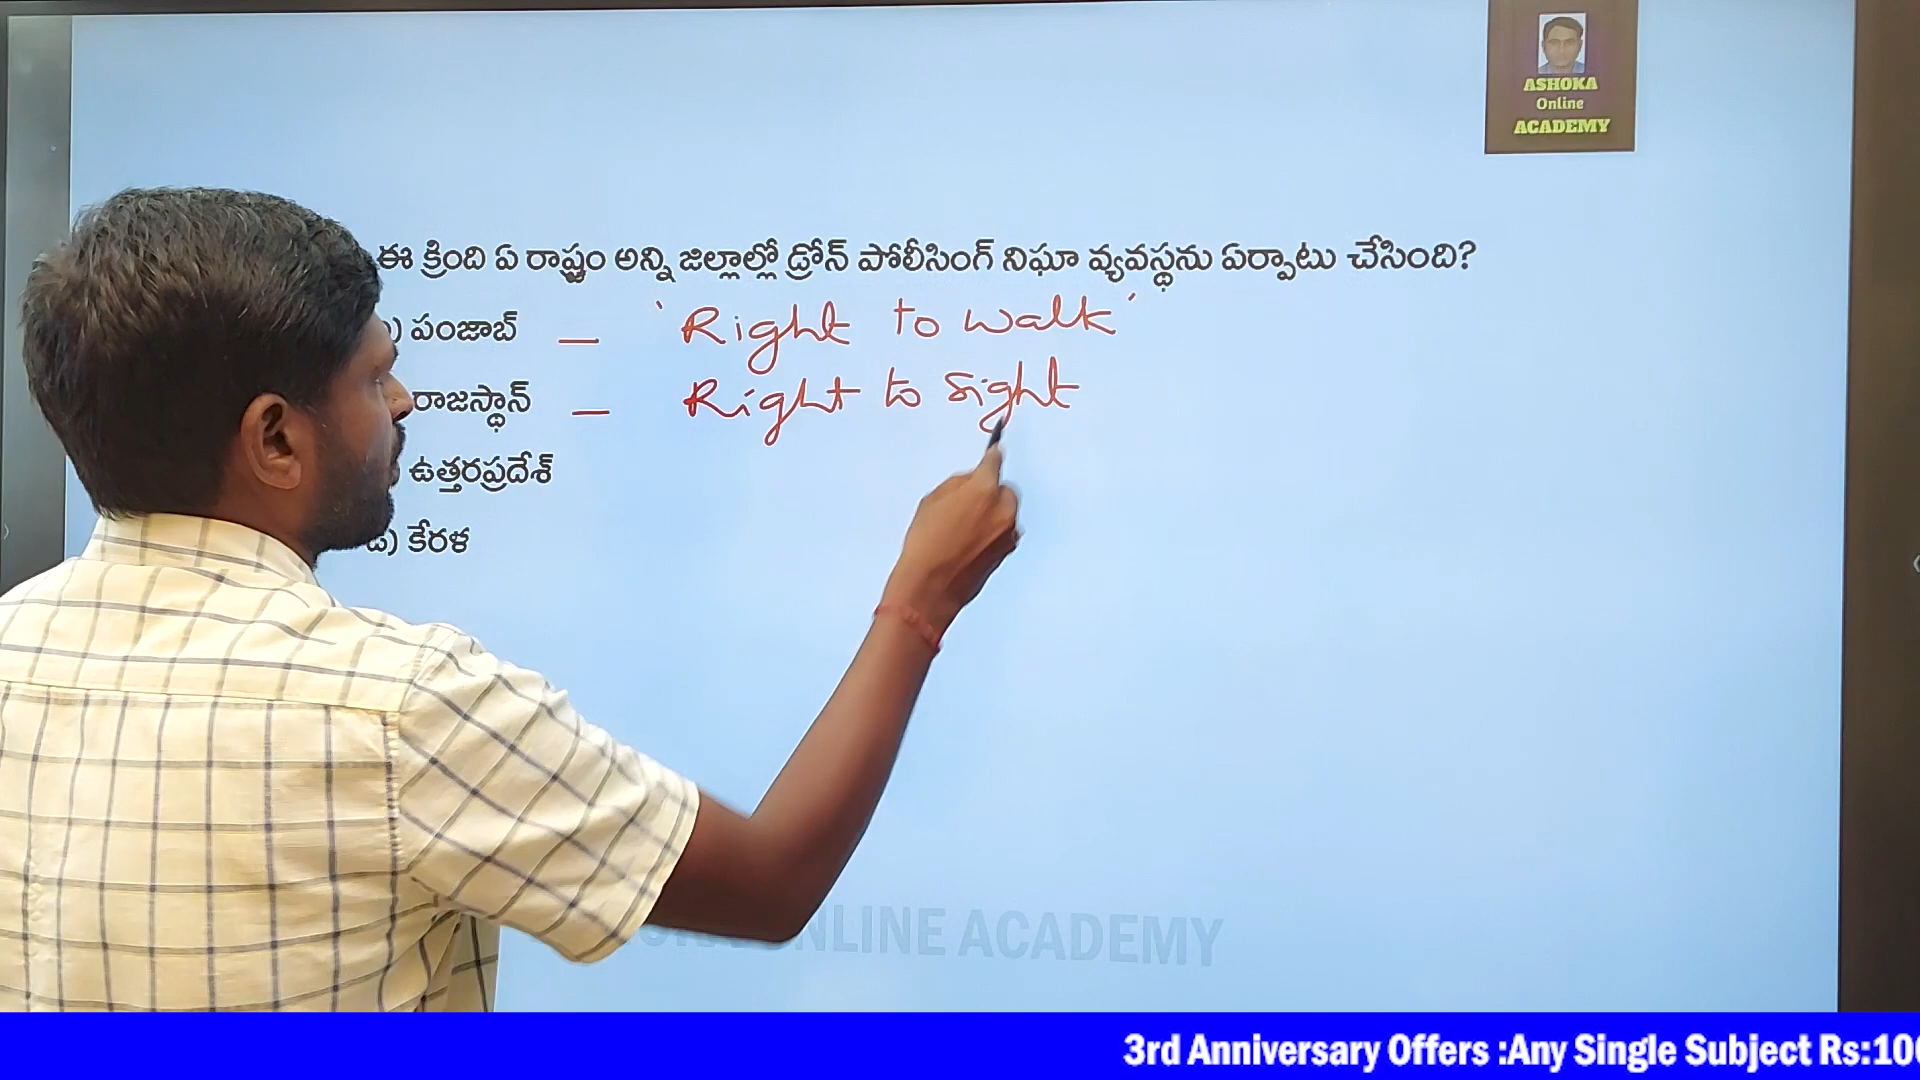 ASHOKA
Online
ACADEMY
ఈ క్రింది ఏ రాష్ట్రం అన్ని జిల్లాల్లో డ్రోన్ పోలీసింగ్ నిఘా వ్యవస్థను ఏర్పాటు చేసింది?
) పంజాబ్ — 'Right to walk'
రాజస్థాన్ — Right to sight
ఉత్తరప్రదేశ్
డ) కేరళ
ONLINE ACADEMY
3rd Anniversary Offers :Any Single Subject Rs:10